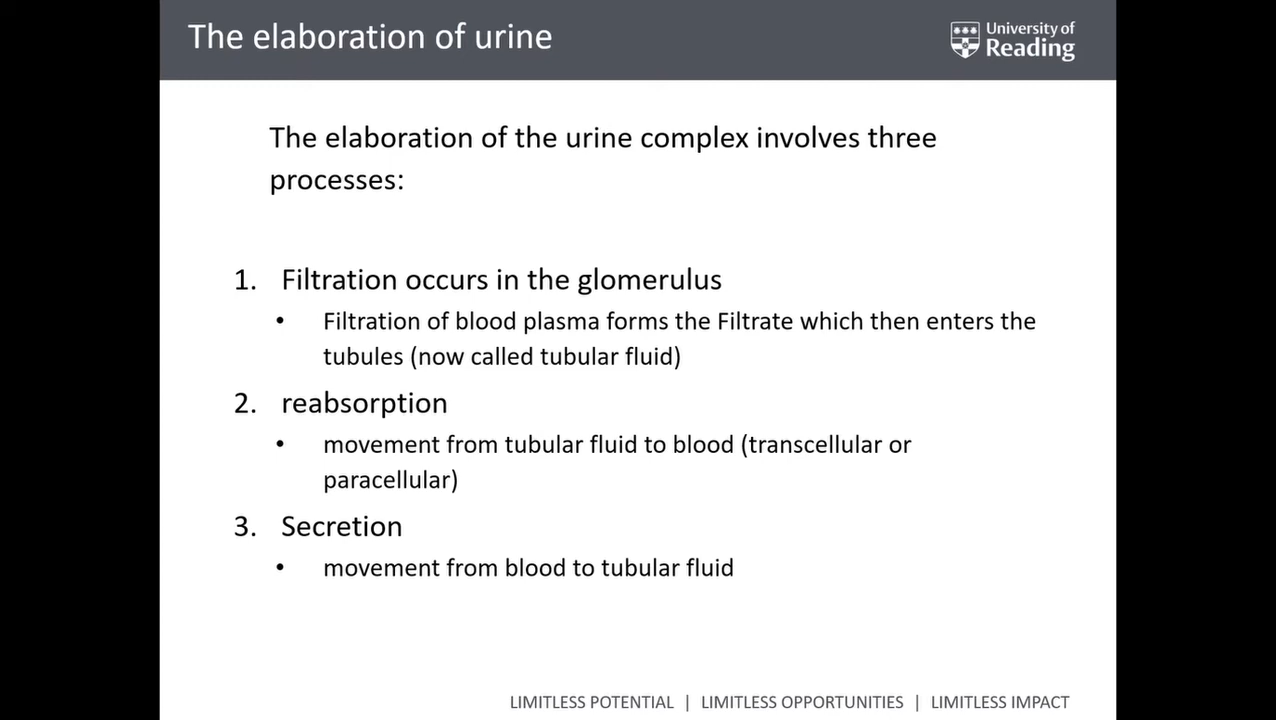 The elaboration of urine
University of
Reading
The elaboration of the urine complex involves three
processes:
1. Filtration occurs in the glomerulus
• Filtration of blood plasma forms the Filtrate which then enters the
tubules (now called tubular fluid)
2. reabsorption
• movement from tubular fluid to blood (transcellular or
paracellular)
3. Secretion
• movement from blood to tubular fluid
LIMITLESS POTENTIAL | LIMITLESS OPPORTUNITIES | LIMITLESS IMPACT